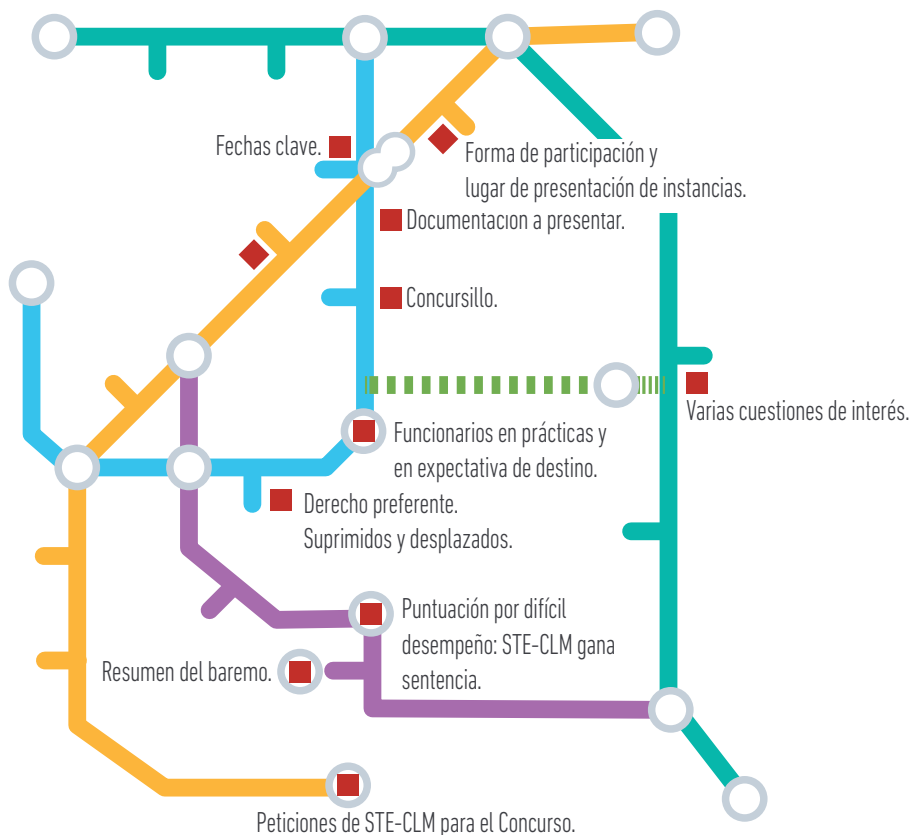 Fechas clave.
Forma de participación y
lugar de presentación de instancias.
Documentacion a presentar.
Concursillo.
Varias cuestiones de interés.
Funcionarios en prácticas y
en expectativa de destino.
Derecho preferente.
Suprimidos y desplazados.
Puntuación por difícil
desempeño: STE-CLM gana
sentencia.
Resumen del baremo.
Peticiones de STE-CLM para el Concurso.